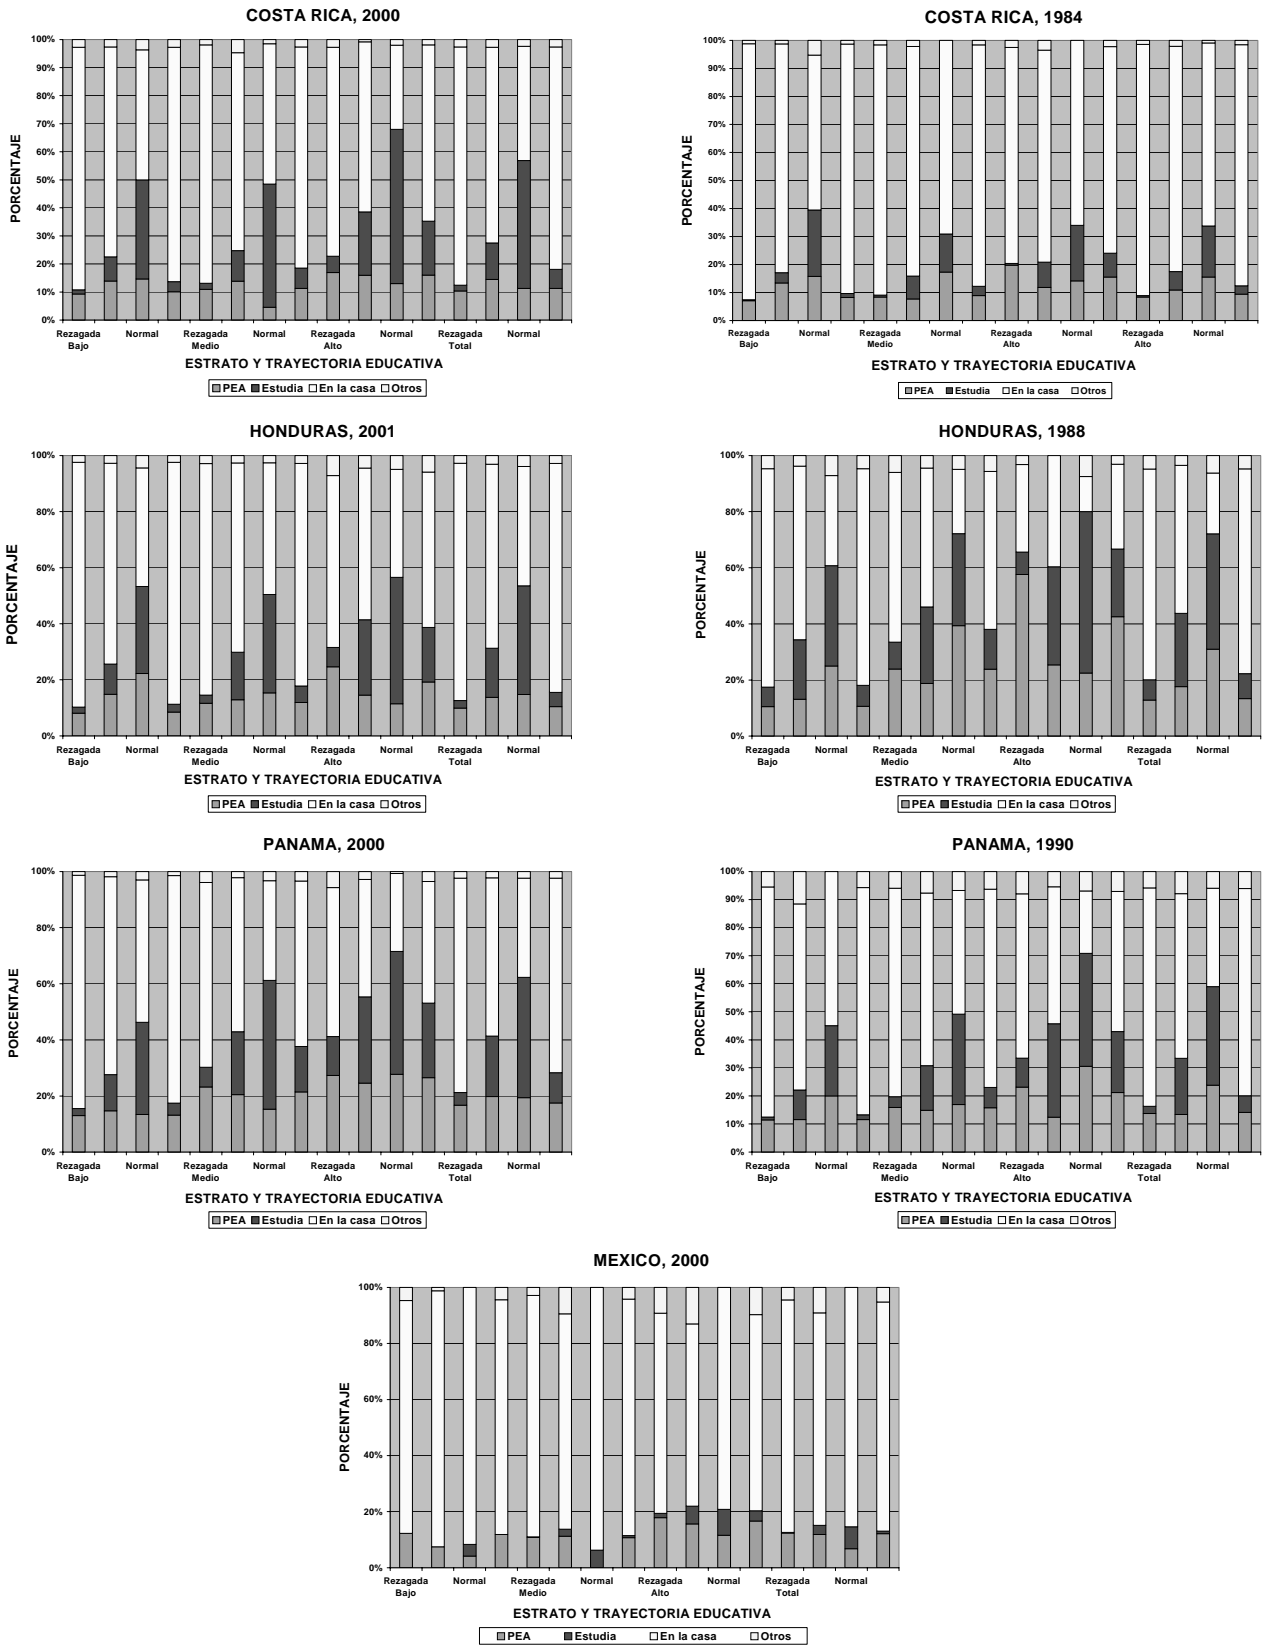 COSTA RICA, 2000
100%
90%
80%
70%
60%
50%
40%
30%
20%
10%
0%
PORCENTAJE
Rezagada Normal Rezagada Normal Rezagada Normal Rezagada Normal
Bajo Medio Alto Total
ESTRATO Y TRAYECTORIA EDUCATIVA
PEA Estudia En la casa Otros
COSTA RICA, 1984
100%
90%
80%
70%
60%
50%
40%
30%
20%
10%
0%
PORCENTAJE
Rezagada Normal Rezagada Normal Rezagada Normal Rezagada Normal
Bajo Medio Alto Alto
ESTRATO Y TRAYECTORIA EDUCATIVA
PEA Estudia En la casa Otros
HONDURAS, 2001
100%
80%
60%
40%
20%
0%
PORCENTAJE
Rezagada Normal Rezagada Normal Rezagada Normal Rezagada Normal
Bajo Medio Alto Total
ESTRATO Y TRAYECTORIA EDUCATIVA
PEA Estudia En la casa Otros
HONDURAS, 1988
100%
80%
60%
40%
20%
0%
PORCENTAJE
Rezagada Normal Rezagada Normal Rezagada Normal Rezagada Normal
Bajo Medio Alto Total
ESTRATO Y TRAYECTORIA EDUCATIVA
PEA Estudia En la casa Otros
PANAMA, 2000
100%
80%
60%
40%
20%
0%
PORCENTAJE
Rezagada Normal Rezagada Normal Rezagada Normal Rezagada Normal
Bajo Medio Alto Total
ESTRATO Y TRAYECTORIA EDUCATIVA
PEA Estudia En la casa Otros
PANAMA, 1990
100%
90%
80%
70%
60%
50%
40%
30%
20%
10%
0%
PORCENTAJE
Rezagada Normal Rezagada Normal Rezagada Normal Rezagada Normal
Bajo Medio Alto Total
ESTRATO Y TRAYECTORIA EDUCATIVA
PEA Estudia En la casa Otros
MEXICO, 2000
100%
80%
60%
40%
20%
0%
PORCENTAJE
Rezagada Normal Rezagada Normal Rezagada Normal Rezagada Normal
Bajo Medio Alto Total
ESTRATO Y TRAYECTORIA EDUCATIVA
PEA Estudia En la casa Otros